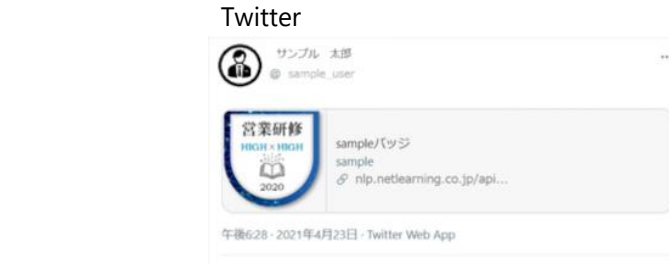 Twitter
サンプル 太郎
@ sample_user
営業研修
HIGH × HIGH
2020
sampleバッジ
sample
nlp.netlearning.co.jp/api...
午後6:28 · 2021年4月23日 · Twitter Web App